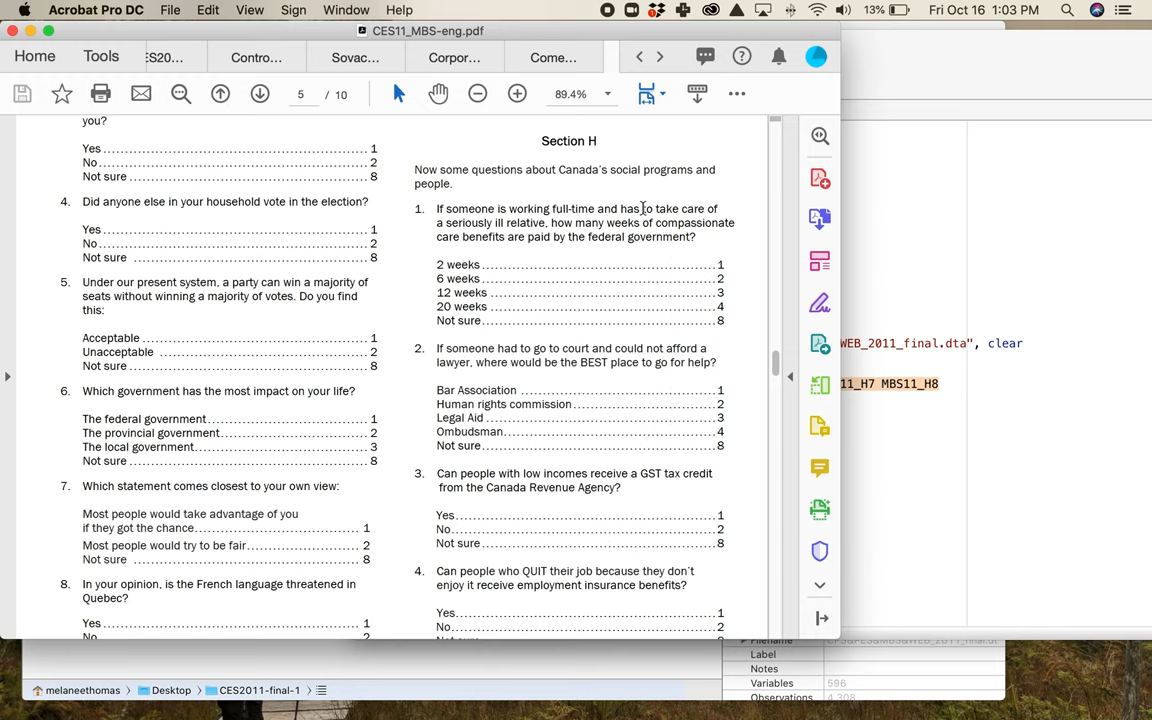 Acrobat Pro DC File Edit View Sign Window Help 13% Fri Oct 16 1:03 PM
CES11_MBS-eng.pdf
Home Tools ES20... Contro... Sovac... Corpor... Come...
5 / 10 89.4%
you?
Yes 1
No 2
Not sure 8
4. Did anyone else in your household vote in the election?
Yes 1
No 2
Not sure 8
5. Under our present system, a party can win a majority of
seats without winning a majority of votes. Do you find
this:
Acceptable 1
Unacceptable 2
Not sure 8
6. Which government has the most impact on your life?
The federal government 1
The provincial government 2
The local government 3
Not sure 8
7. Which statement comes closest to your own view:
Most people would take advantage of you
if they got the chance 1
Most people would try to be fair 2
Not sure 8
8. In your opinion, is the French language threatened in
Quebec?
Yes 1
No 2
Section H
Now some questions about Canada's social programs and
people.
1. If someone is working full-time and has to take care of
a seriously ill relative, how many weeks of compassionate
care benefits are paid by the federal government?
2 weeks 1
6 weeks 2
12 weeks 3
20 weeks 4
Not sure 8
2. If someone had to go to court and could not afford a
lawyer, where would be the BEST place to go for help?
Bar Association 1
Human rights commission 2
Legal Aid 3
Ombudsman 4
Not sure 8
3. Can people with low incomes receive a GST tax credit
from the Canada Revenue Agency?
Yes 1
No 2
Not sure 8
4. Can people who QUIT their job because they don't
enjoy it receive employment insurance benefits?
Yes 1
No 2
WEB_2011_final.dta", clear
11_H7 MBS11_H8
Label
Notes
Variables 596
Observations 4,308
melaneethomas Desktop CES2011-final-1